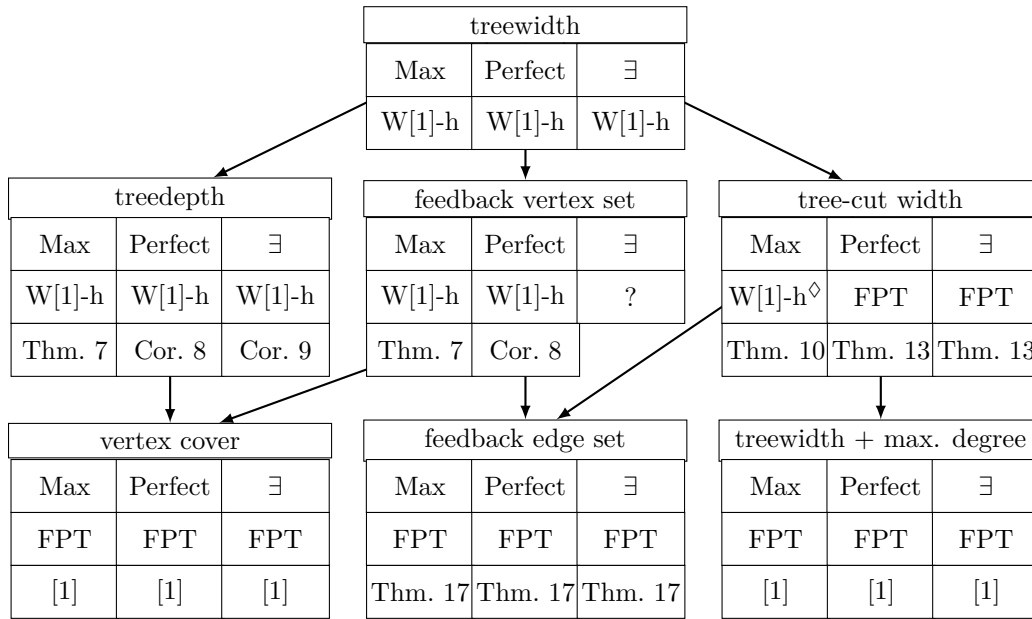 treewidth
Max Perfect ∃
W[1]-h W[1]-h W[1]-h
treedepth
Max Perfect ∃
W[1]-h W[1]-h W[1]-h
Thm. 7 Cor. 8 Cor. 9
feedback vertex set
Max Perfect ∃
W[1]-h W[1]-h ?
Thm. 7 Cor. 8
tree-cut width
Max Perfect ∃
W[1]-h◊ FPT FPT
Thm. 10 Thm. 13 Thm. 13
vertex cover
Max Perfect ∃
FPT FPT FPT
[1] [1] [1]
feedback edge set
Max Perfect ∃
FPT FPT FPT
Thm. 17 Thm. 17 Thm. 17
treewidth + max. degree
Max Perfect ∃
FPT FPT FPT
[1] [1] [1]